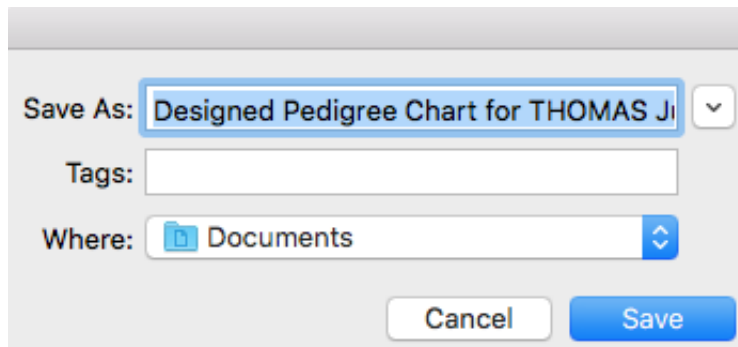 Save As: Designed Pedigree Chart for THOMAS
Tags:
Where: Documents
Cancel Save